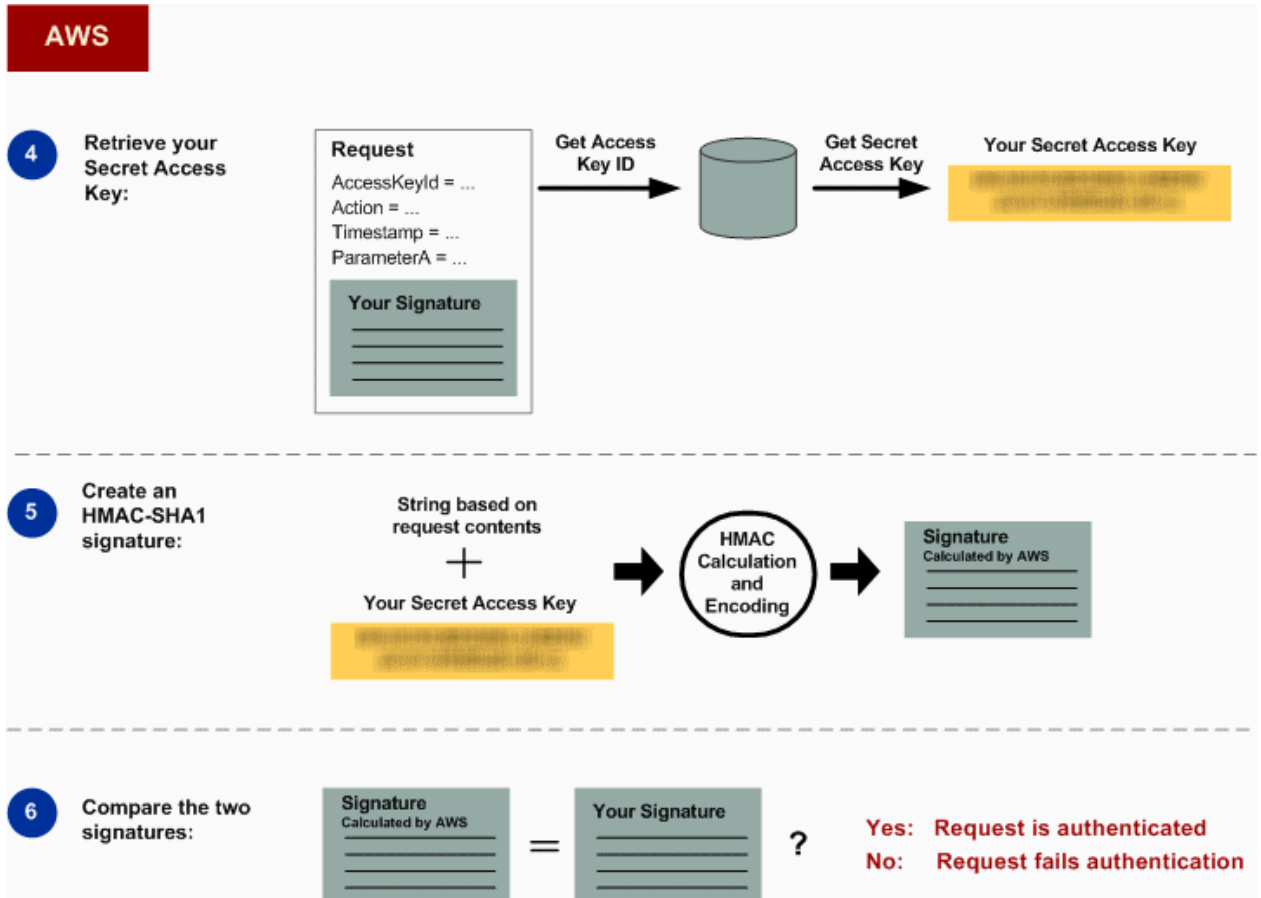 AWS
4
Retrieve your
Secret Access
Key:
Request
AccessKeyId = ...
Action = ...
Timestamp = ...
ParameterA = ...
Your Signature
Get Access
Key ID
Get Secret
Access Key
Your Secret Access Key
5
Create an
HMAC-SHA1
signature:
String based on
request contents
+
Your Secret Access Key
HMAC
Calculation
and
Encoding
Signature
Calculated by AWS
6
Compare the two
signatures:
Signature
Calculated by AWS
=
Your Signature
?
Yes: Request is authenticated
No: Request fails authentication